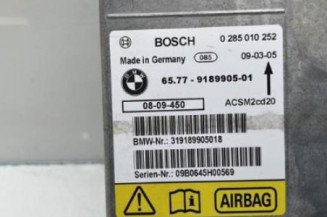 BOSCH 0 285 010 252
Made in Germany 085 09-03-05
65.77 - 9189905-01
08-09-450 ACSM2cd20
BMW-Nr.: 319189905018
Serien-Nr.: 09B0645H00569
AIRBAG